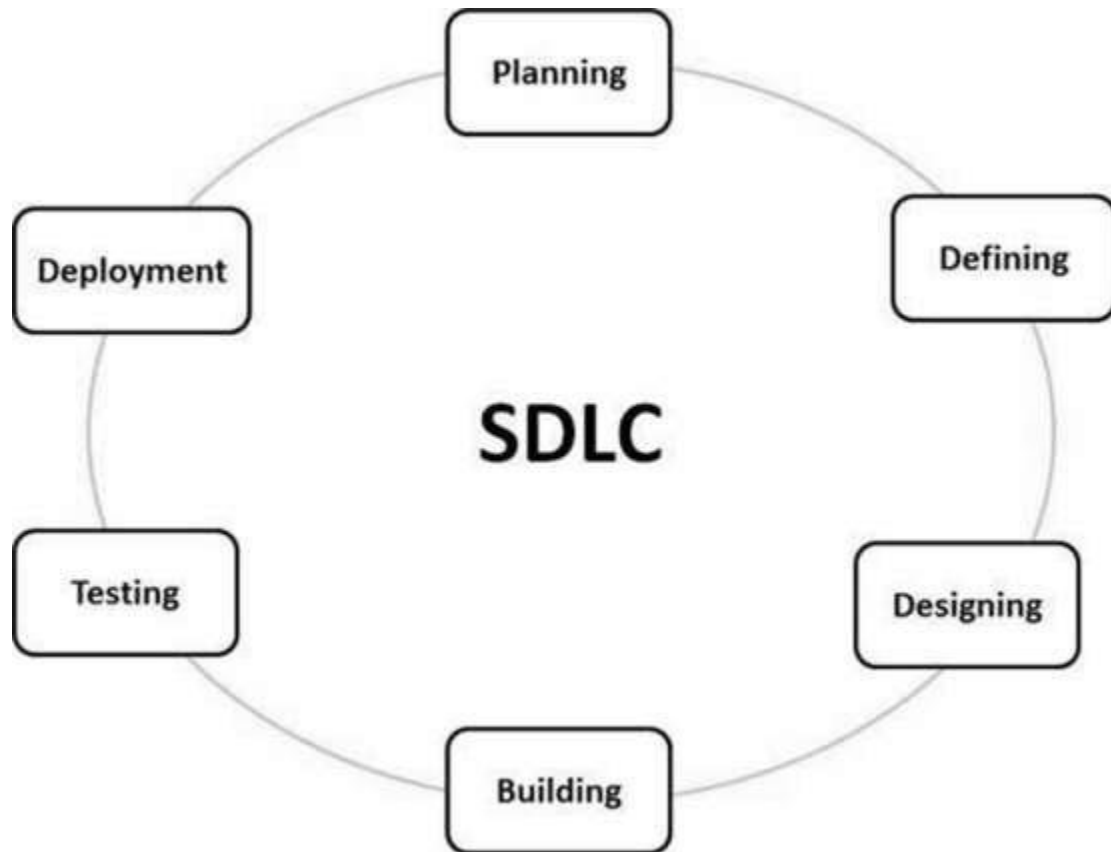 Planning
Defining
Designing
Building
Testing
Deployment
SDLC